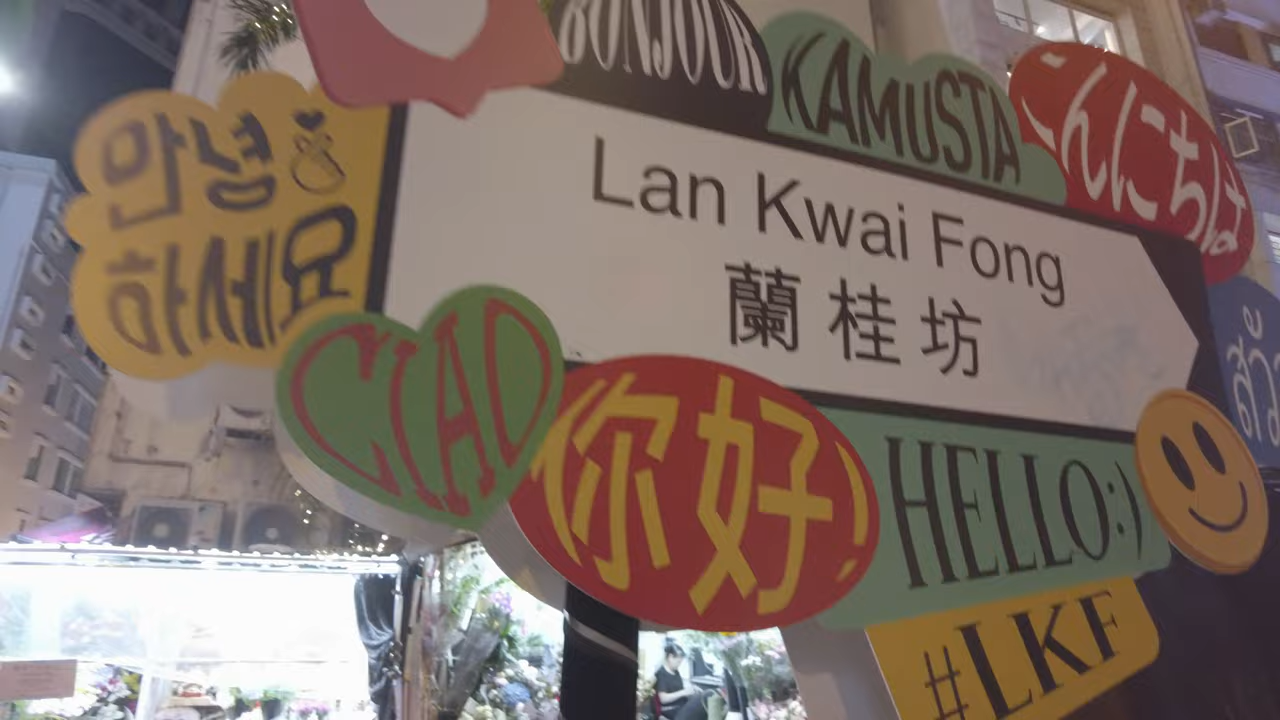 BONJOUR
KAMUSTA
こんにちは
안녕
하세요
Lan Kwai Fong
蘭桂坊
CIAO
你好!
HELLO:)
#LKF